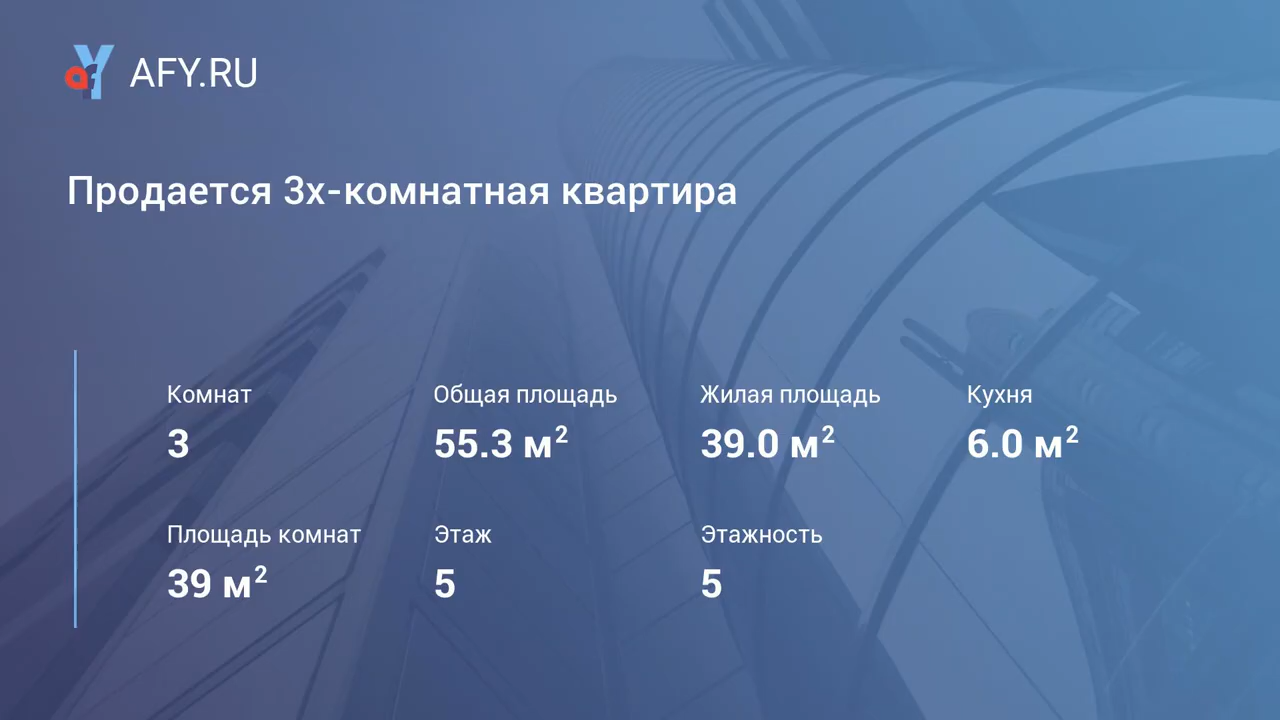 AFY.RU
Продается 3х-комнатная квартира
Комнат
3
Общая площадь
55.3 м²
Жилая площадь
39.0 м²
Кухня
6.0 м²
Площадь комнат
39 м²
Этаж
5
Этажность
5